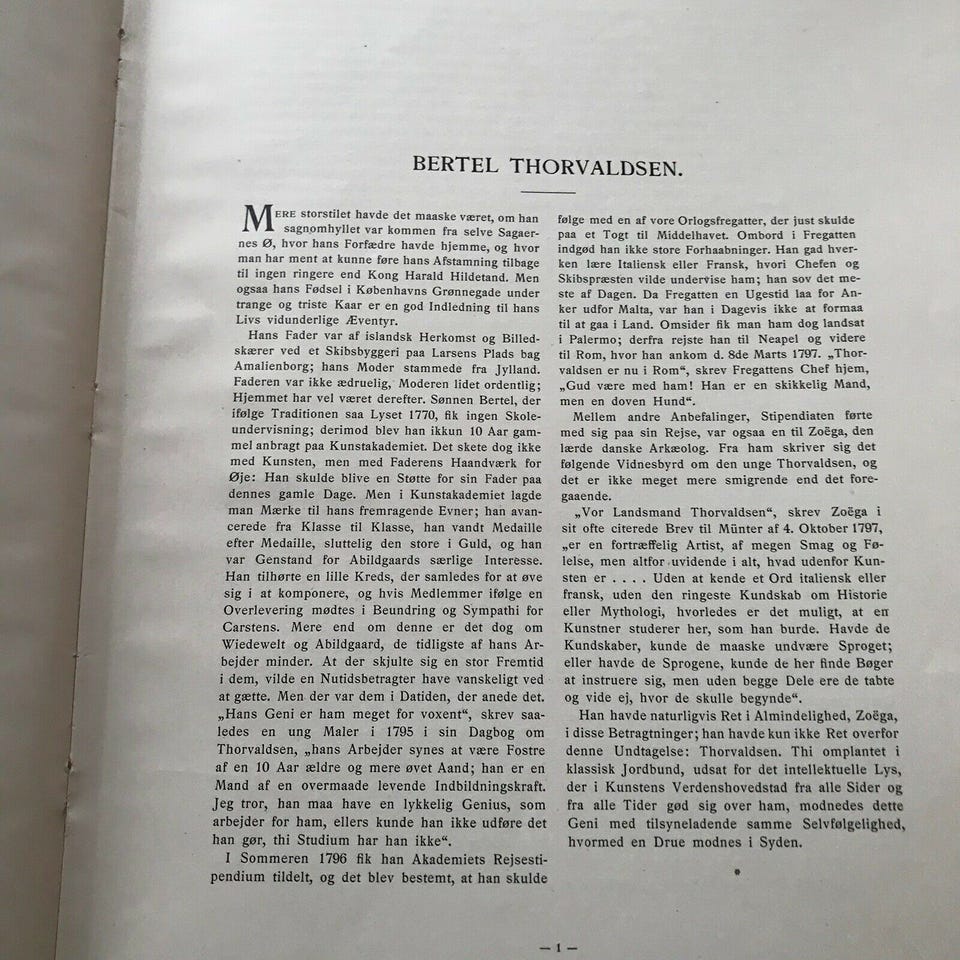 BERTEL THORVALDSEN.
MERE storstilet havde det maaske været, om han
sagnomhyllet var kommen fra selve Sagaer-
nes Ø, hvor hans Forfædre havde hjemme, og hvor
man har ment at kunne føre hans Afstamning tilbage
til ingen ringere end Kong Harald Hildetand. Men
ogsaa hans Fødsel i Københavns Grønnegade under
trange og triste Kaar er en god Indledning til hans
Livs vidunderlige Æventyr.
Hans Fader var af islandsk Herkomst og Billed-
skærer ved et Skibsbyggeri paa Larsens Plads bag
Amalienborg; hans Moder stammede fra Jylland.
Faderen var ikke ædruelig, Moderen lidet ordentlig;
Hjemmet har vel været derefter. Sønnen Bertel, der
ifølge Traditionen saa Lyset 1770, fik ingen Skole-
undervisning; derimod blev han ikkun 10 Aar gam-
mel anbragt paa Kunstakademiet. Det skete dog ikke
med Kunsten, men med Faderens Haandværk for
Øje: Han skulde blive en Støtte for sin Fader paa
dennes gamle Dage. Men i Kunstakademiet lagde
man Mærke til hans fremragende Evner; han avan-
cerede fra Klasse til Klasse, han vandt Medaille
efter Medaille, sluttelig den store i Guld, og han
var Genstand for Abildgaards særlige Interesse.
Han tilhørte en lille Kreds, der samledes for at øve
sig i at komponere, og hvis Medlemmer ifølge en
Overlevering mødtes i Beundring og Sympathi for
Carstens. Mere end om denne er det dog om
Wiedewelt og Abildgaard, de tidligste af hans Ar-
bejder minder. At der skjulte sig en stor Fremtid
i dem, vilde en Nutidsbetragter have vanskeligt ved
at gætte. Men der var dem i Datiden, der anede det.
„Hans Geni er ham meget for voxent“, skrev saa-
ledes en ung Maler i 1795 i sin Dagbog om
Thorvaldsen, „hans Arbejder synes at være Fostre
af en 10 Aar ældre og mere øvet Aand; han er en
Mand af en overmaade levende Indbildningskraft.
Jeg tror, han maa have en lykkelig Genius, som
arbejder for ham, ellers kunde han ikke udføre det
han gør, thi Studium har han ikke“.
I Sommeren 1796 fik han Akademiets Rejsesti-
pendium tildelt, og det blev bestemt, at han skulde
følge med en af vore Orlogsfregatter, der just skulde
paa et Togt til Middelhavet. Ombord i Fregatten
indgød han ikke store Forhaabninger. Han gad hver-
ken lære Italiensk eller Fransk, hvori Chefen og
Skibspræsten vilde undervise ham; han sov det me-
ste af Dagen. Da Fregatten en Ugestid laa for An-
ker udfor Malta, var han i Dagevis ikke at formaa
til at gaa i Land. Omsider fik man ham dog landsat
i Palermo; derfra rejste han til Neapel og videre
til Rom, hvor han ankom d. 8de Marts 1797. „Thor-
valdsen er nu i Rom“, skrev Fregattens Chef hjem,
„Gud være med ham! Han er en skikkelig Mand,
men en doven Hund“.
Mellem andre Anbefalinger, Stipendiaten førte
med sig paa sin Rejse, var ogsaa en til Zoëga, den
lærde danske Arkæolog. Fra ham skriver sig det
følgende Vidnesbyrd om den unge Thorvaldsen, og
det er ikke meget mere smigrende end det fore-
gaaende.
„Vor Landsmand Thorvaldsen“, skrev Zoëga i
sit ofte citerede Brev til Münter af 4. Oktober 1797,
„er en fortræffelig Artist, af megen Smag og Fø-
lelse, men altfor uvidende i alt, hvad udenfor Kun-
sten er . . . . Uden at kende et Ord italiensk eller
fransk, uden den ringeste Kundskab om Historie
eller Mythologi, hvorledes er det muligt, at en
Kunstner studerer her, som han burde. Havde de
Kundskaber, kunde de maaske undvære Sproget;
eller havde de Sprogene, kunde de her finde Bøger
at instruere sig, men uden begge Dele ere de tabte
og vide ej, hvor de skulle begynde“.
Han havde naturligvis Ret i Almindelighed, Zoëga,
i disse Betragtninger; han havde kun ikke Ret overfor
denne Undtagelse: Thorvaldsen. Thi omplantet i
klassisk Jordbund, udsat for det intellektuelle Lys,
der i Kunstens Verdenshovedstad fra alle Sider og
fra alle Tider gød sig over ham, modnedes dette
Geni med tilsyneladende samme Selvfølgelighed,
hvormed en Drue modnes i Syden.
*
— 1 —